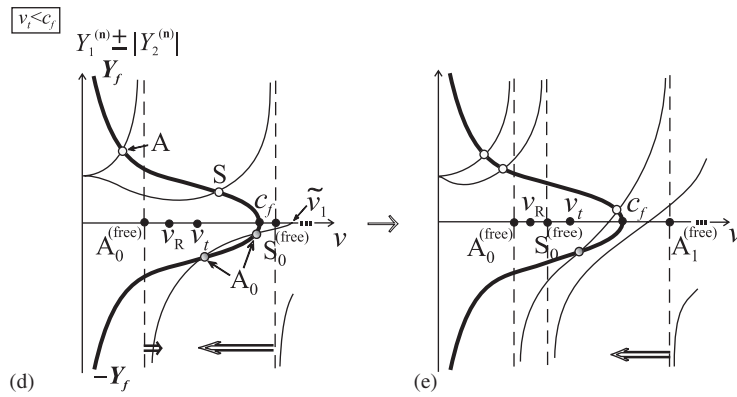 v_t<c_f
Y_1^(n) ± |Y_2^(n)|
Y_f
A
S
c_f
ṽ_1
A_0^(free)
v_R
v_t
S_0^(free)
v
A_0
-Y_f
(d)
c_f
A_0^(free)
v_R
S_0^(free)
v_t
A_1^(free)
v
(e)